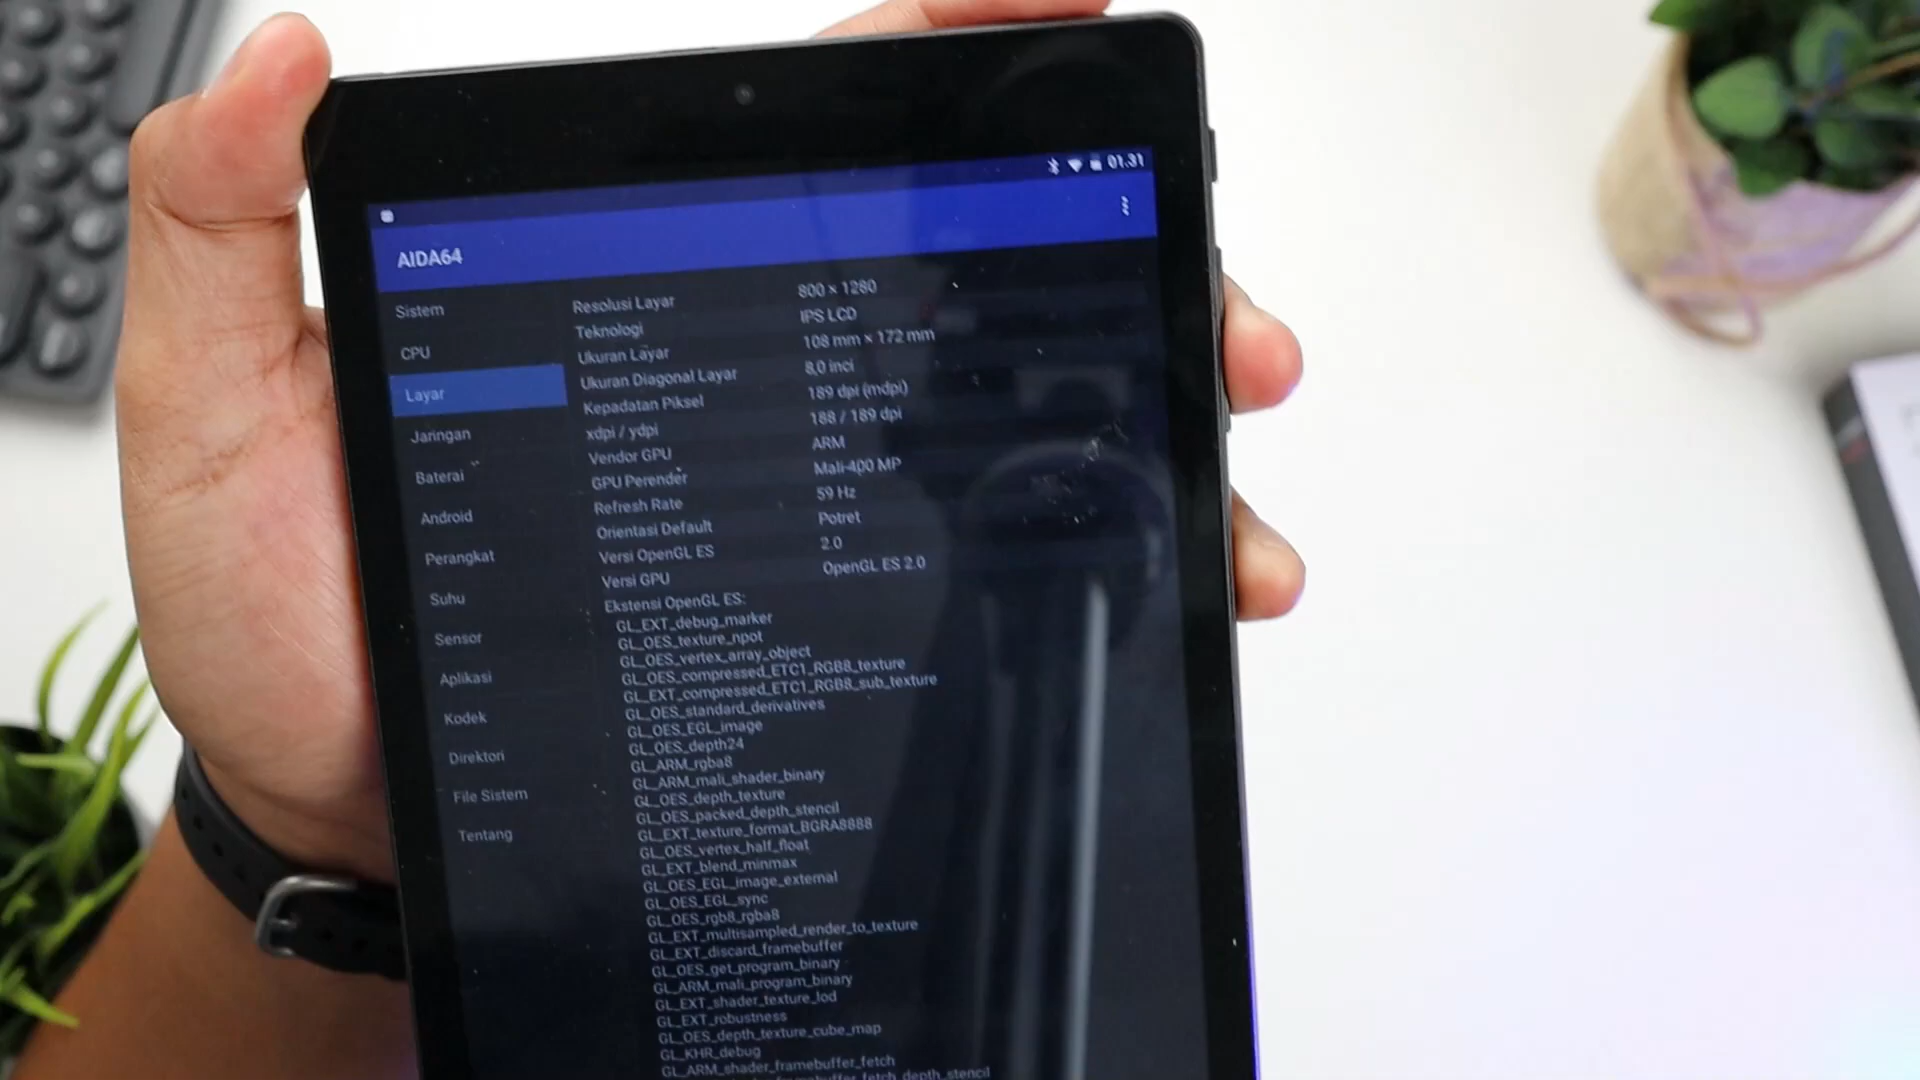 01.31
AIDA64
Sistem
CPU
Layar
Jaringan
Baterai
Android
Perangkat
Suhu
Sensor
Aplikasi
Kodek
Direktori
File Sistem
Tentang
Resolusi Layar 800 × 1280
Teknologi IPS LCD
Ukuran Layar 108 mm × 172 mm
Ukuran Diagonal Layar 8,0 inci
Kepadatan Piksel 189 dpi (mdpi)
xdpi / ydpi 188 / 189 dpi
Vendor GPU ARM
GPU Perender Mali-400 MP
Refresh Rate 59 Hz
Orientasi Default Potret
Versi OpenGL ES 2.0
Versi GPU OpenGL ES 2.0
Ekstensi OpenGL ES:
GL_EXT_debug_marker
GL_OES_texture_npot
GL_OES_vertex_array_object
GL_OES_compressed_ETC1_RGB8_texture
GL_EXT_compressed_ETC1_RGB8_sub_texture
GL_OES_standard_derivatives
GL_OES_EGL_image
GL_OES_depth24
GL_ARM_rgba8
GL_ARM_mali_shader_binary
GL_OES_depth_texture
GL_OES_packed_depth_stencil
GL_EXT_texture_format_BGRA8888
GL_OES_vertex_half_float
GL_EXT_blend_minmax
GL_OES_EGL_image_external
GL_OES_EGL_sync
GL_OES_rgb8_rgba8
GL_EXT_multisampled_render_to_texture
GL_EXT_discard_framebuffer
GL_OES_get_program_binary
GL_ARM_mali_program_binary
GL_EXT_shader_texture_lod
GL_EXT_robustness
GL_OES_depth_texture_cube_map
GL_KHR_debug
GL_ARM_shader_framebuffer_fetch